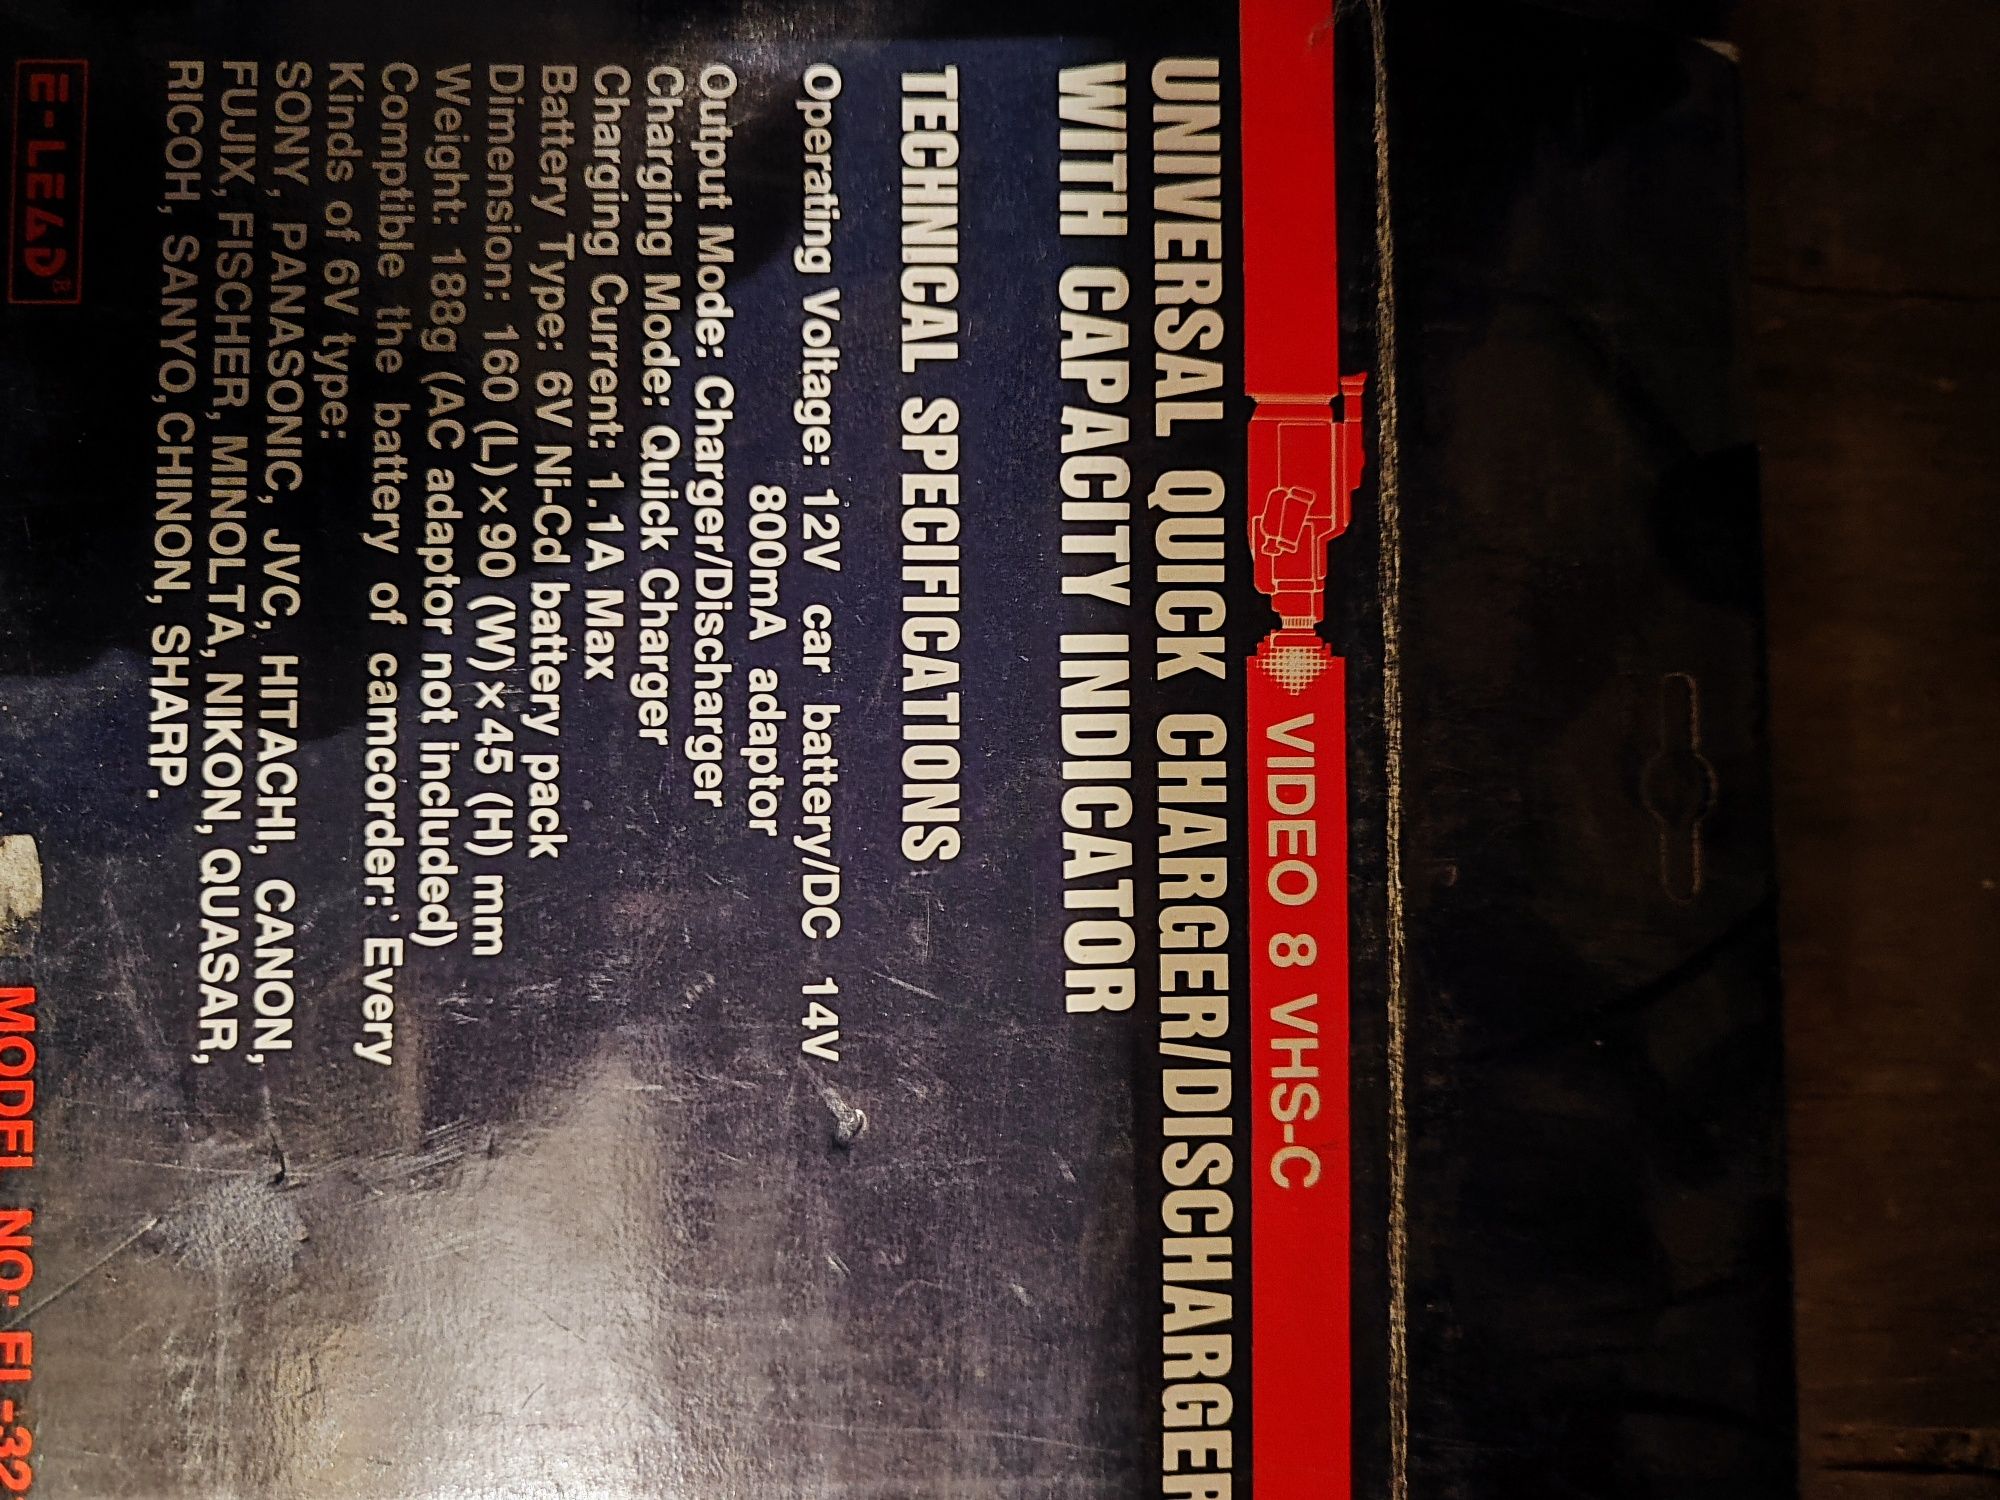 VIDEO 8 VHS-C
UNIVERSAL QUICK CHARGER/DISCHARGER
WITH CAPACITY INDICATOR
TECHNICAL SPECIFICATIONS
Operating Voltage: 12V car battery/DC 14V
800mA adaptor
Output Mode: Charger/Discharger
Charging Mode: Quick Charger
Charging Current: 1.1A Max
Battery Type: 6V Ni-Cd battery pack
Dimension: 160 (L)×90 (W)×45 (H) mm
Weight: 188g (AC adaptor not included)
Comptible the battery of camcorder:' Every
Kinds of 6V type:
SONY, PANASONIC, JVC, HITACHI, CANON,
FUJIX, FISCHER, MINOLTA, NIKON, QUASAR,
RICOH, SANYO, CHINON, SHARP.
E-LEAD®
MODEL NO: EL-32